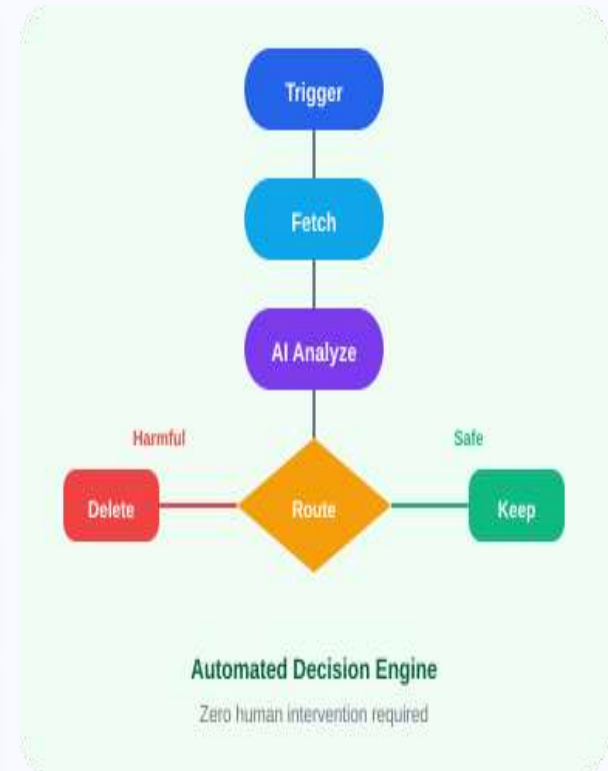 Trigger
Fetch
AI Analyze
Harmful
Safe
Delete
Route
Keep
Automated Decision Engine
Zero human intervention required